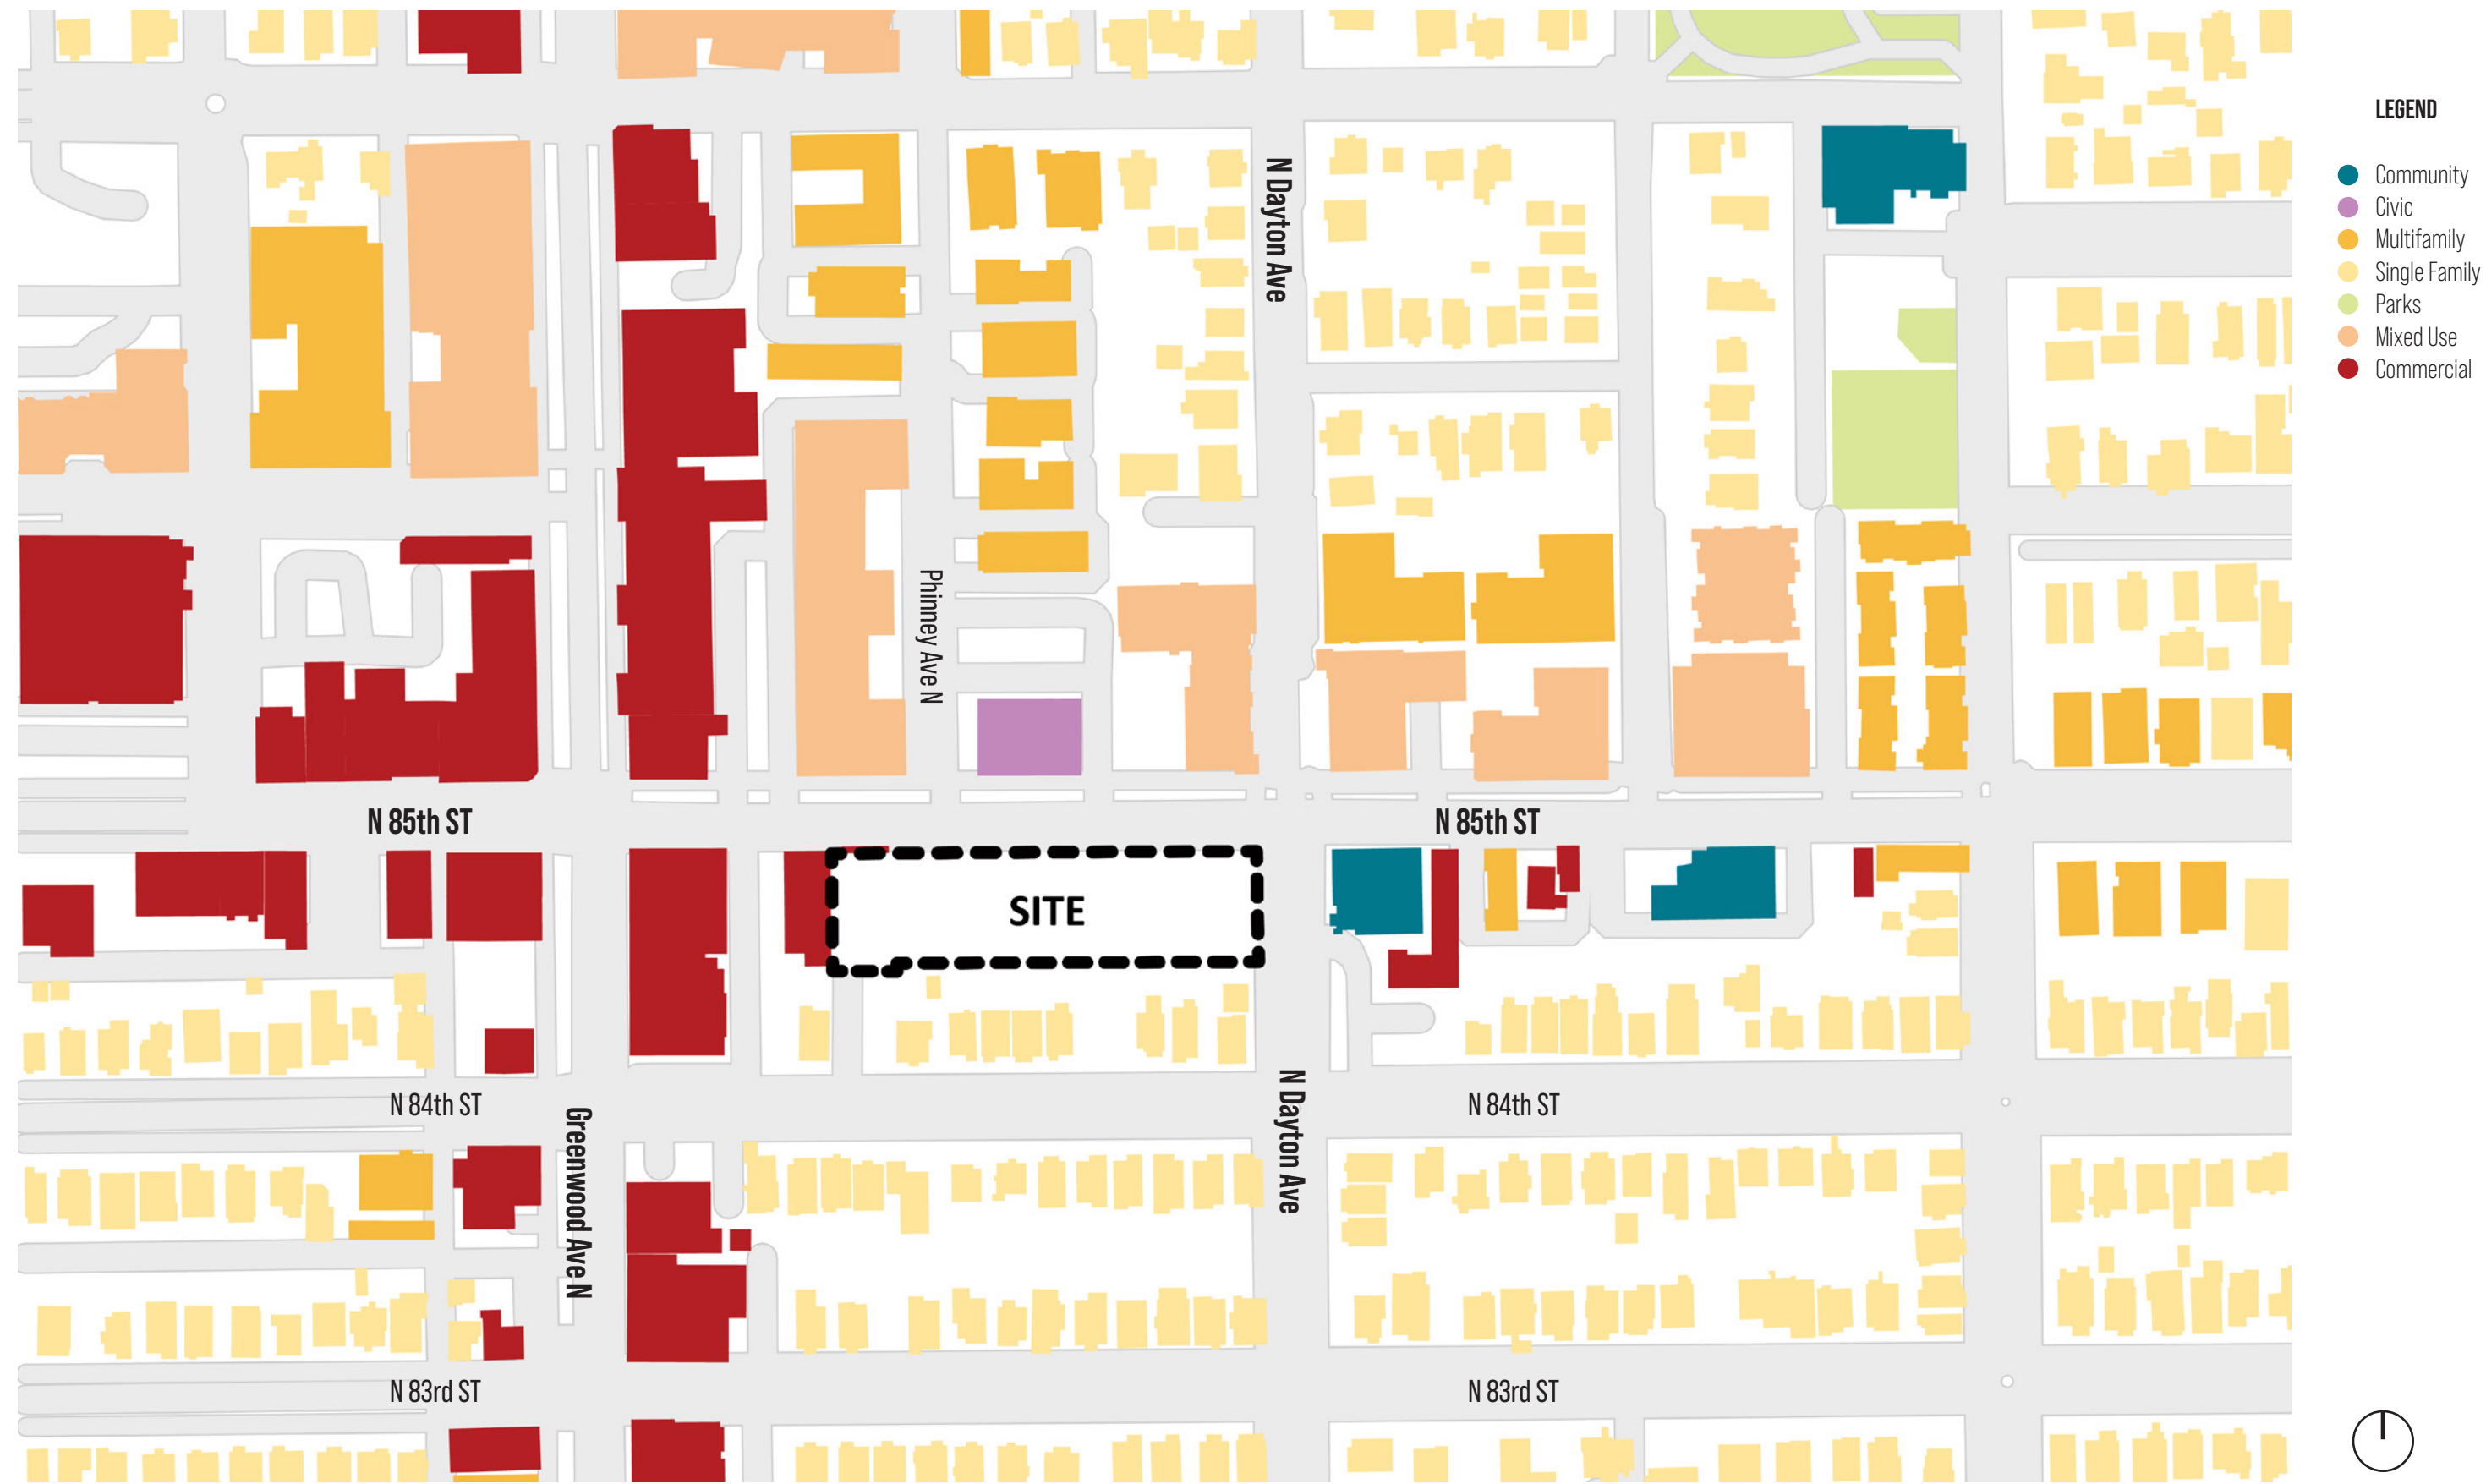 LEGEND
Community
Civic
Multifamily
Single Family
Parks
Mixed Use
Commercial
N Dayton Ave
Phinney Ave N
N 85th ST
N 85th ST
SITE
N Dayton Ave
N 84th ST
N 84th ST
Greenwood Ave N
N 83rd ST
N 83rd ST